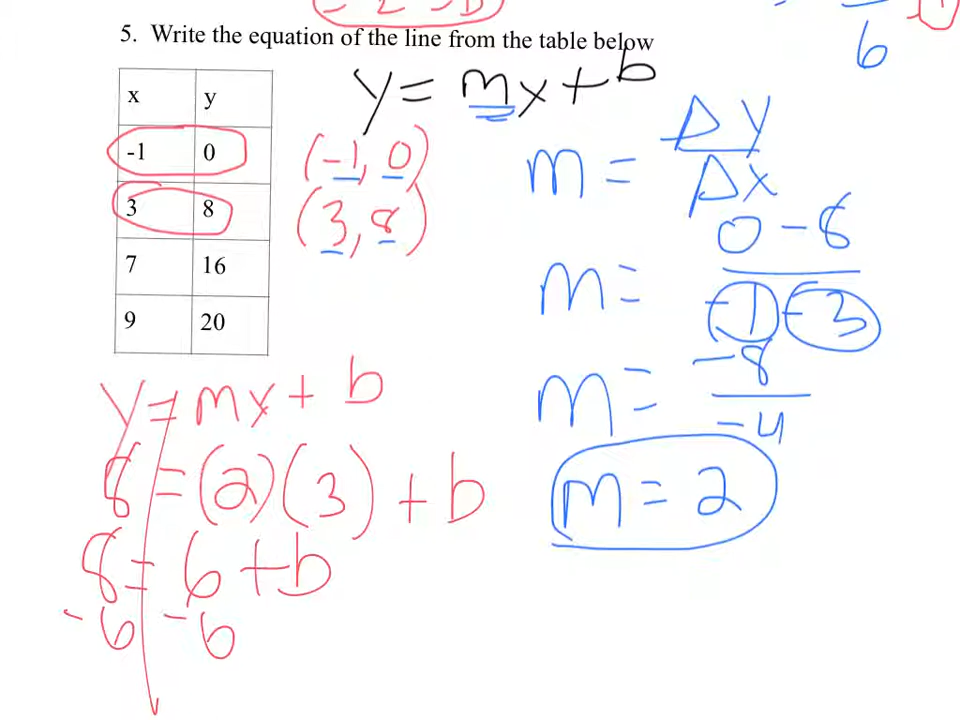 5. Write the equation of the line from the table below
x y
-1 0
3 8
7 16
9 20
y = mx + b
(-1, 0)
(3, 8)
m = Δy / Δx
m = 0 - 8 / -1 - 3
m = -8 / -4
m = 2
y = mx + b
8 = (2)(3) + b
8 = 6 + b
-6 -6
6